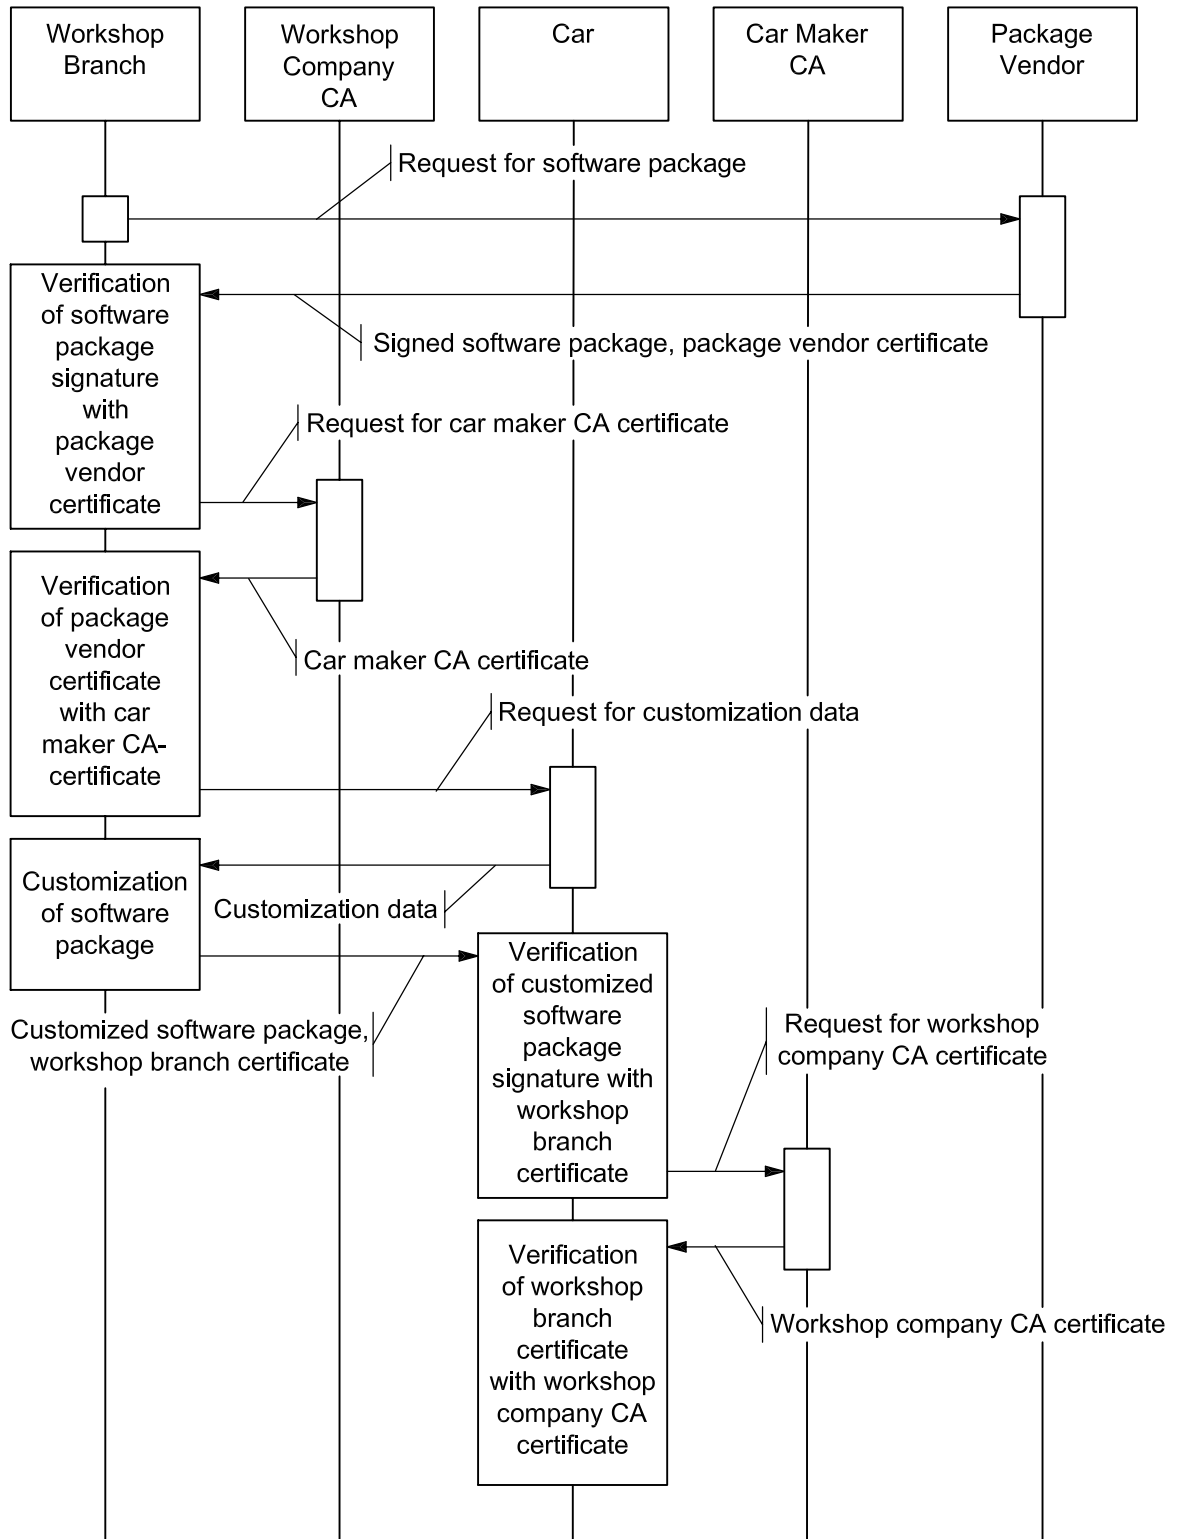 Workshop
Branch
Workshop
Company
CA
Car
Car Maker
CA
Package
Vendor
Request for software package
Verification
of software
package
signature
with
package
vendor
certificate
Signed software package, package vendor certificate
Request for car maker CA certificate
Verification
of package
vendor
certificate
with car
maker CA-
certificate
Car maker CA certificate
Request for customization data
Customization
of software
package
Customization data
Verification
of customized
software
package
signature with
workshop
branch
certificate
Customized software package,
workshop branch certificate
Request for workshop
company CA certificate
Verification
of workshop
branch
certificate
with workshop
company CA
certificate
Workshop company CA certificate